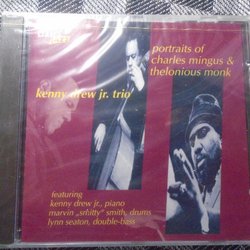 portraits of
charles mingus &
thelonious monk
kenny drew jr. trio
featuring
kenny drew jr., piano
marvin „smitty“ smith, drums
lynn seaton, double-bass